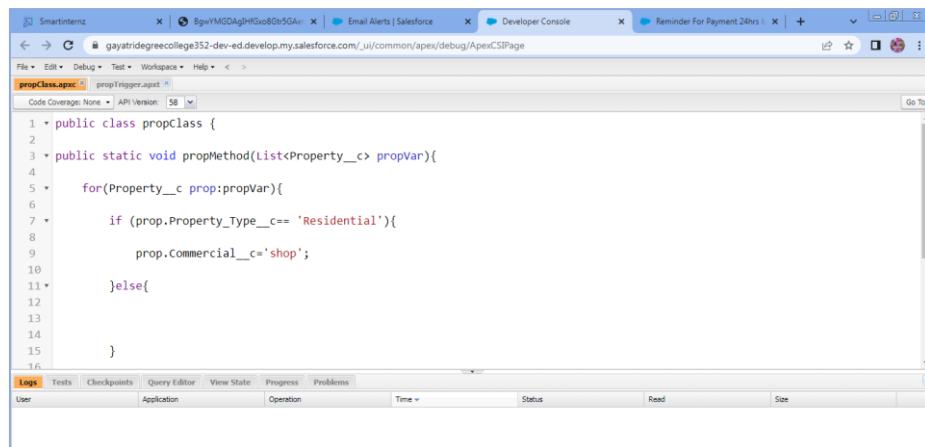 Smartinternz
BgwYMGDAgIHfGxo8Gtr5GAe
Email Alerts | Salesforce
Developer Console
Reminder For Payment 24hrs
gayatridegreecollege352-dev-ed.develop.my.salesforce.com/_ui/common/apex/debug/ApexCSIPage
File Edit Debug Test Workspace Help < >
propClass.apxc propTrigger.apxt
Code Coverage: None API Version: 58 Go To
1 public class propClass {
2
3 public static void propMethod(List<Property__c> propVar){
4
5 for(Property__c prop:propVar){
6
7 if (prop.Property_Type__c== 'Residential'){
8
9 prop.Commercial__c='shop';
10
11 }else{
12
13
14
15 }
16
Logs Tests Checkpoints Query Editor View State Progress Problems
User Application Operation Time Status Read Size